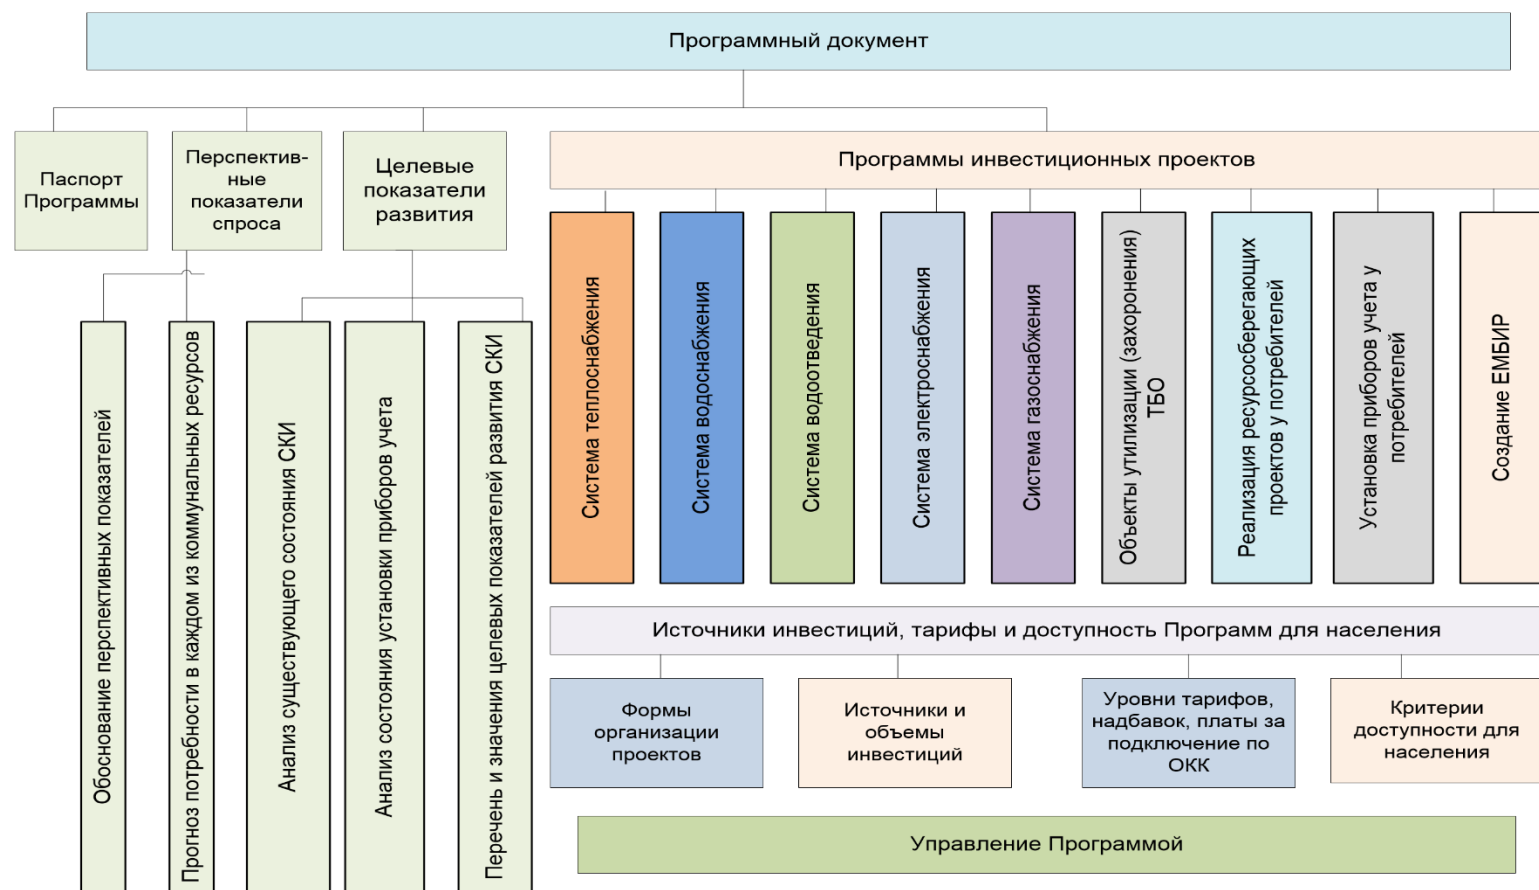 Программный документ
Паспорт
Программы
Перспектив-
ные
показатели
спроса
Целевые
показатели
развития
Программы инвестиционных проектов
Обоснование перспективных показателей
Прогноз потребности в каждом из коммунальных ресурсов
Анализ существующего состояния СКИ
Анализ состояния установки приборов учета
Перечень и значения целевых показателей развития СКИ
Система теплоснабжения
Система водоснабжения
Система водоотведения
Система электроснабжения
Система газоснабжения
Объекты утилизации (захоронения)
ТБО
Реализация ресурсосберегающих
проектов у потребителей
Установка приборов учета у
потребителей
Создание ЕМБИР
Источники инвестиций, тарифы и доступность Программ для населения
Формы
организации
проектов
Источники и
объемы
инвестиций
Уровни тарифов,
надбавок, платы за
подключение по
ОКК
Критерии
доступности для
населения
Управление Программой